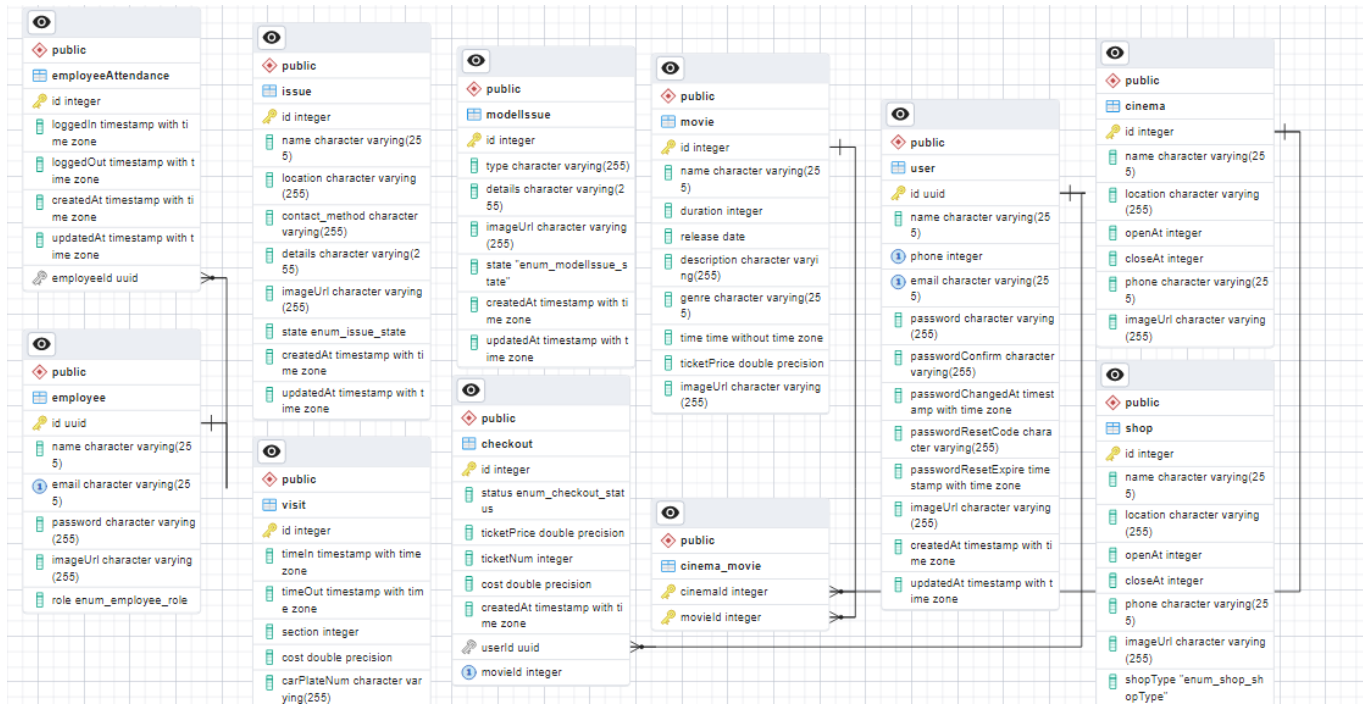 public
employeeAttendance
id integer
loggedIn timestamp with ti
me zone
loggedOut timestamp with t
ime zone
createdAt timestamp with ti
me zone
updatedAt timestamp with t
ime zone
employeeId uuid
public
employee
id uuid
name character varying(25
5)
email character varying(25
5)
password character varying
(255)
imageUrl character varying
(255)
role enum_employee_role
public
issue
id integer
name character varying(25
5)
location character varying
(255)
contact_method character
varying(255)
details character varying(2
55)
imageUrl character varying
(255)
state enum_issue_state
createdAt timestamp with ti
me zone
updatedAt timestamp with t
ime zone
public
visit
id integer
timeIn timestamp with time
zone
timeOut timestamp with tim
e zone
section integer
cost double precision
carPlateNum character var
ying(255)
public
modelIssue
id integer
type character varying(255)
details character varying(2
55)
imageUrl character varying
(255)
state "enum_modelIssue_s
tate"
createdAt timestamp with ti
me zone
updatedAt timestamp with t
ime zone
public
checkout
id integer
status enum_checkout_stat
us
ticketPrice double precision
ticketNum integer
cost double precision
createdAt timestamp with ti
me zone
userId uuid
1 movieId integer
public
movie
id integer
name character varying(25
5)
duration integer
release date
description character varyi
ng(255)
genre character varying(25
5)
time time without time zone
ticketPrice double precision
imageUrl character varying
(255)
public
cinema_movie
cinemaId integer
movieId integer
public
user
id uuid
name character varying(25
5)
1 phone integer
1 email character varying(25
5)
password character varying
(255)
passwordConfirm character
varying(255)
passwordChangedAt timest
amp with time zone
passwordResetCode chara
cter varying(255)
passwordResetExpire time
stamp with time zone
imageUrl character varying
(255)
createdAt timestamp with ti
me zone
updatedAt timestamp with t
ime zone
public
cinema
id integer
name character varying(25
5)
location character varying
(255)
openAt integer
closeAt integer
phone character varying(25
5)
imageUrl character varying
(255)
public
shop
id integer
name character varying(25
5)
location character varying
(255)
openAt integer
closeAt integer
phone character varying(25
5)
imageUrl character varying
(255)
shopType "enum_shop_sh
opType"